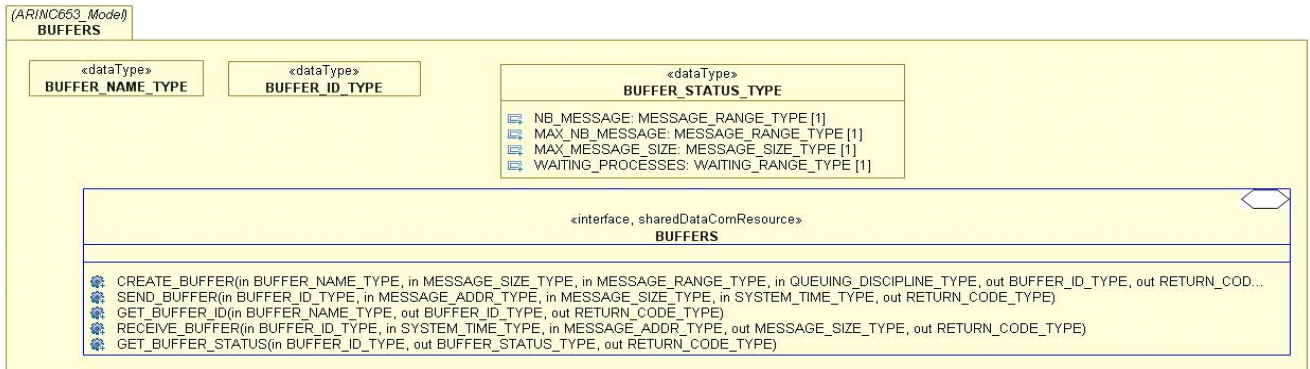 (ARINC653_Model)
BUFFERS
«dataType»
BUFFER_NAME_TYPE
«dataType»
BUFFER_ID_TYPE
«dataType»
BUFFER_STATUS_TYPE
NB_MESSAGE: MESSAGE_RANGE_TYPE [1]
MAX_NB_MESSAGE: MESSAGE_RANGE_TYPE [1]
MAX_MESSAGE_SIZE: MESSAGE_SIZE_TYPE [1]
WAITING_PROCESSES: WAITING_RANGE_TYPE [1]
«interface, sharedDataComResource»
BUFFERS
CREATE_BUFFER(in BUFFER_NAME_TYPE, in MESSAGE_SIZE_TYPE, in MESSAGE_RANGE_TYPE, in QUEUING_DISCIPLINE_TYPE, out BUFFER_ID_TYPE, out RETURN_COD...
SEND_BUFFER(in BUFFER_ID_TYPE, in MESSAGE_ADDR_TYPE, in MESSAGE_SIZE_TYPE, in SYSTEM_TIME_TYPE, out RETURN_CODE_TYPE)
GET_BUFFER_ID(in BUFFER_NAME_TYPE, out BUFFER_ID_TYPE, out RETURN_CODE_TYPE)
RECEIVE_BUFFER(in BUFFER_ID_TYPE, in SYSTEM_TIME_TYPE, in MESSAGE_ADDR_TYPE, out MESSAGE_SIZE_TYPE, out RETURN_CODE_TYPE)
GET_BUFFER_STATUS(in BUFFER_ID_TYPE, out BUFFER_STATUS_TYPE, out RETURN_CODE_TYPE)